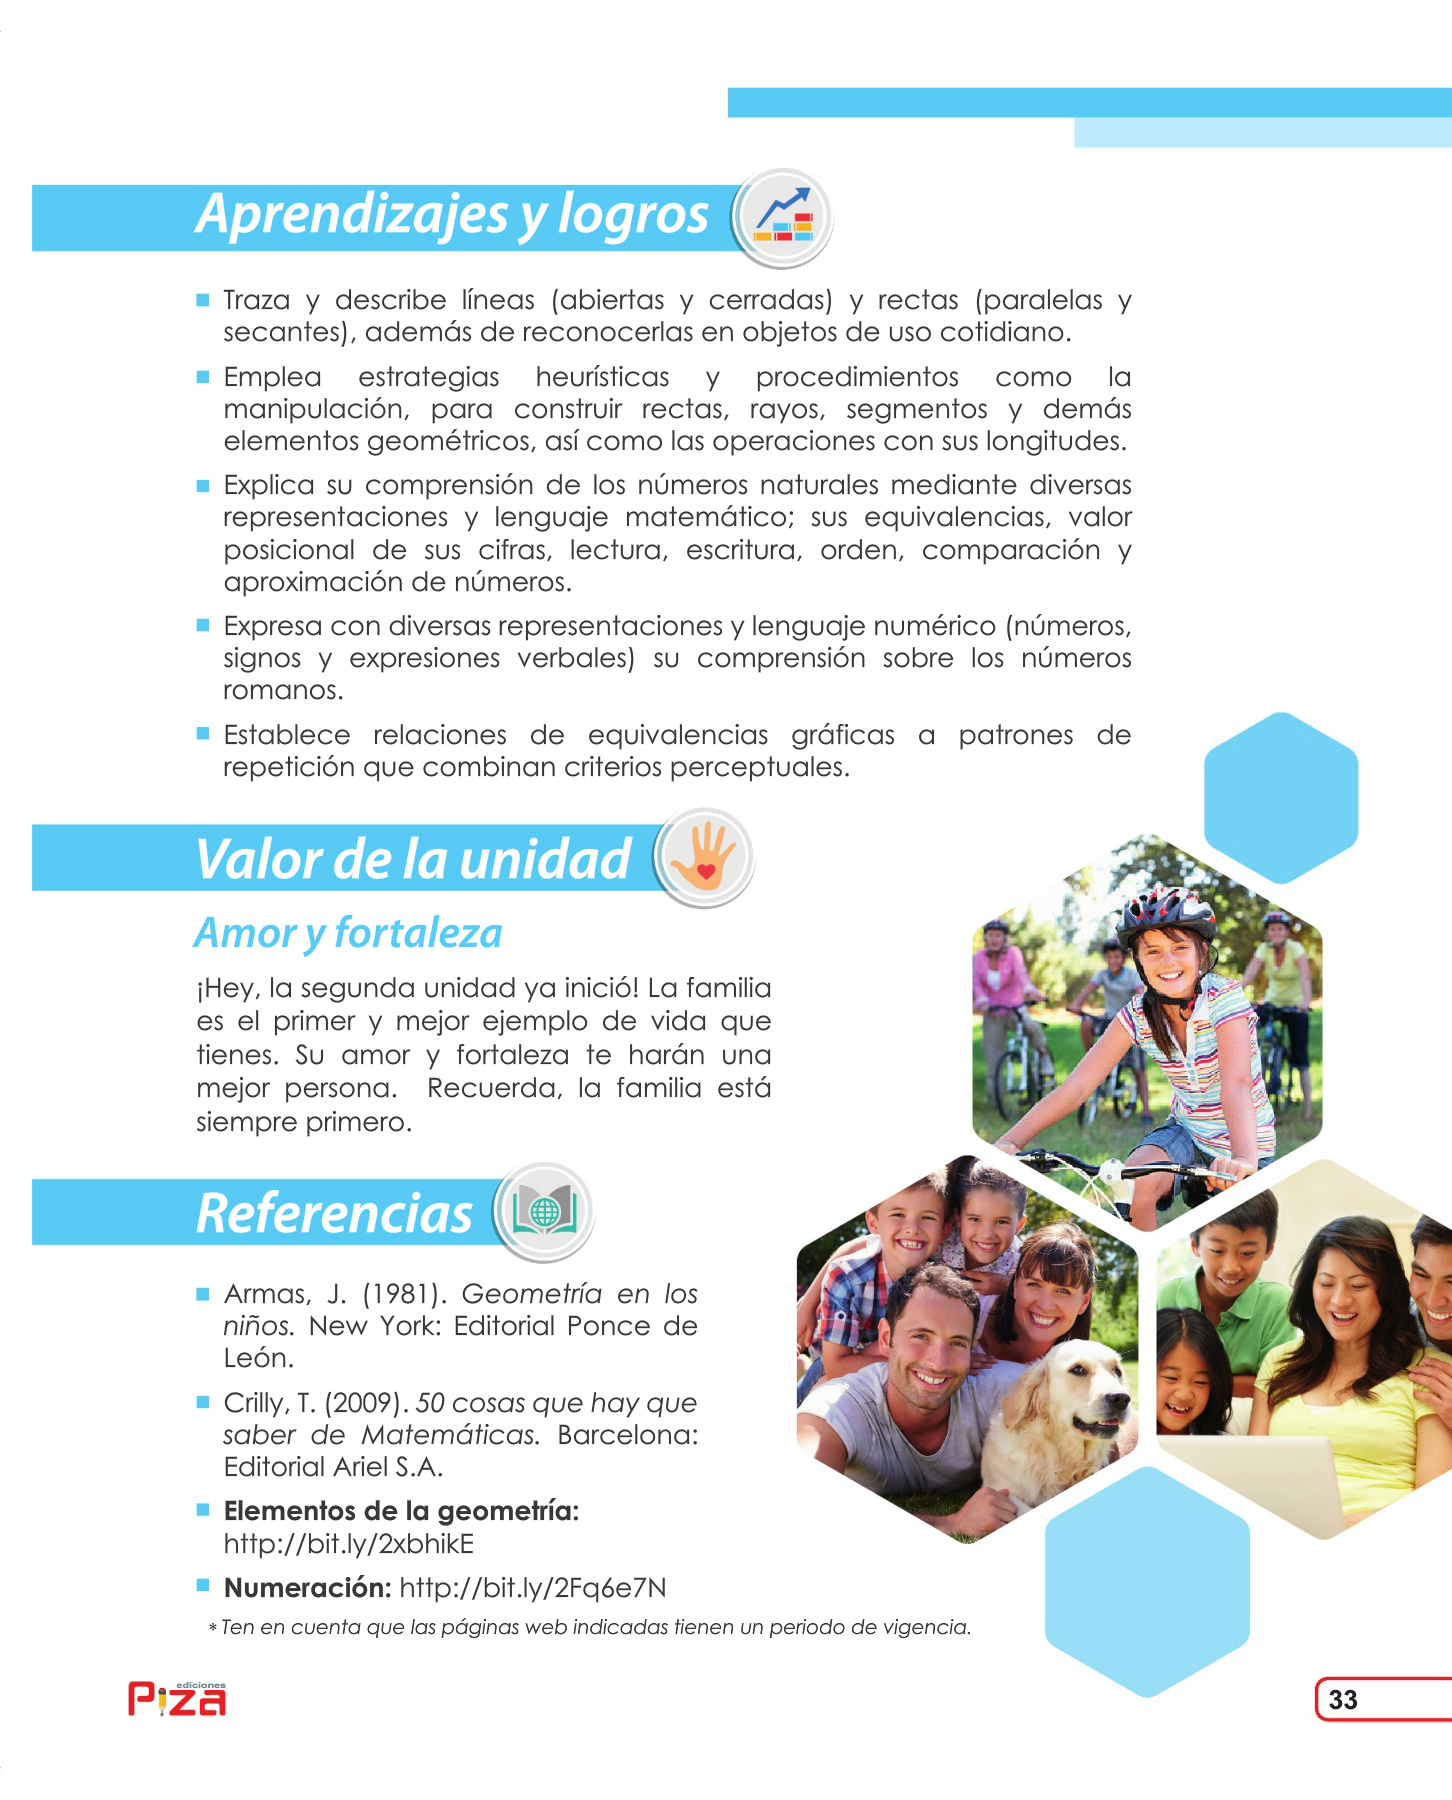 Aprendizajes y logros
Traza y describe líneas (abiertas y cerradas) y rectas (paralelas y
secantes), además de reconocerlas en objetos de uso cotidiano.
Emplea estrategias heurísticas y procedimientos como la
manipulación, para construir rectas, rayos, segmentos y demás
elementos geométricos, así como las operaciones con sus longitudes.
Explica su comprensión de los números naturales mediante diversas
representaciones y lenguaje matemático; sus equivalencias, valor
posicional de sus cifras, lectura, escritura, orden, comparación y
aproximación de números.
Expresa con diversas representaciones y lenguaje numérico (números,
signos y expresiones verbales) su comprensión sobre los números
romanos.
Establece relaciones de equivalencias gráficas a patrones de
repetición que combinan criterios perceptuales.
Valor de la unidad
Amor y fortaleza
¡Hey, la segunda unidad ya inició! La familia
es el primer y mejor ejemplo de vida que
tienes. Su amor y fortaleza te harán una
mejor persona. Recuerda, la familia está
siempre primero.
Referencias
Armas, J. (1981). Geometría en los
niños. New York: Editorial Ponce de
León.
Crilly, T. (2009). 50 cosas que hay que
saber de Matemáticas. Barcelona:
Editorial Ariel S.A.
Elementos de la geometría:
http://bit.ly/2xbhikE
Numeración: http://bit.ly/2Fq6e7N
* Ten en cuenta que las páginas web indicadas tienen un periodo de vigencia.
ediciones
Piza
33